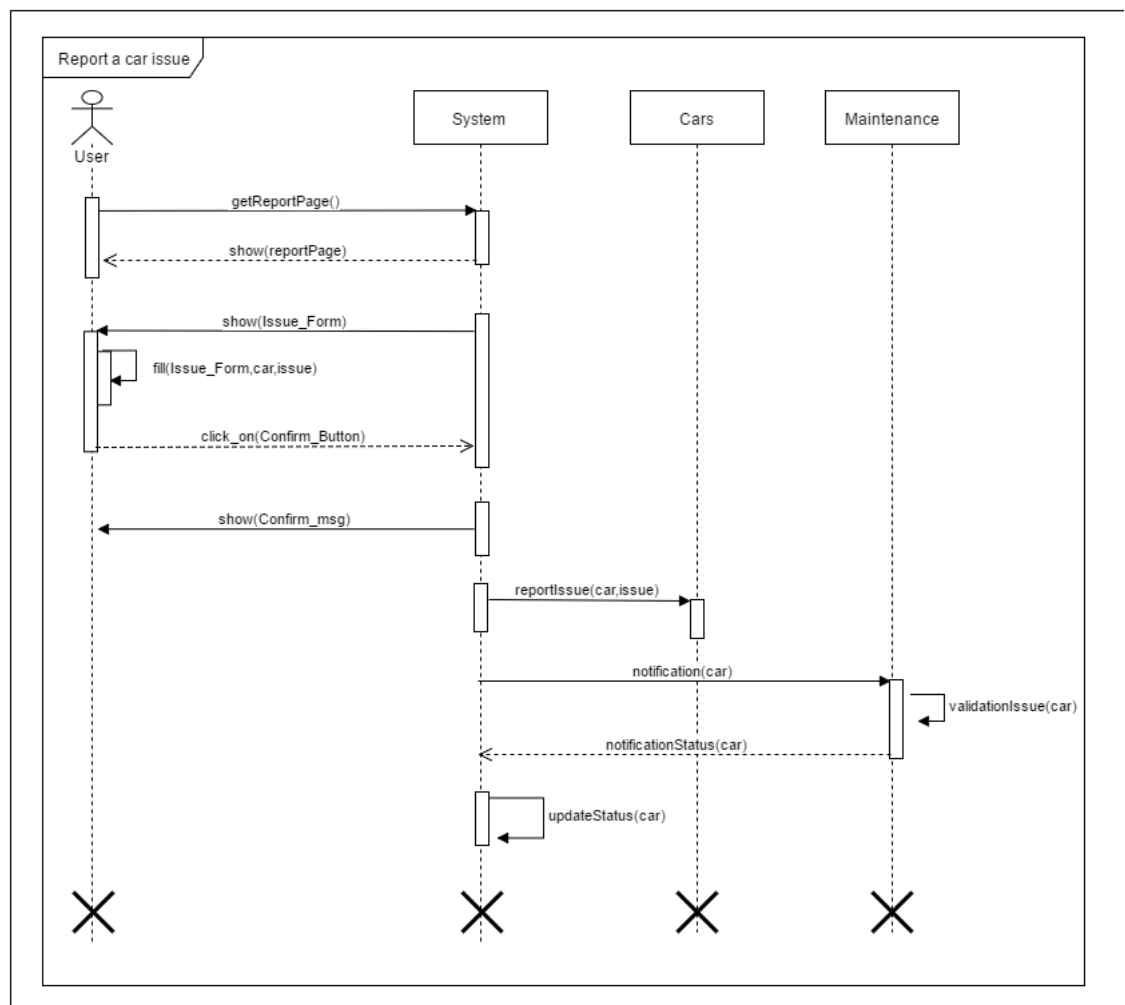 Report a car issue
User
System
Cars
Maintenance
getReportPage()
show(reportPage)
show(Issue_Form)
fill(Issue_Form,car,issue)
click_on(Confirm_Button)
show(Confirm_msg)
reportIssue(car,issue)
notification(car)
validationIssue(car)
notificationStatus(car)
updateStatus(car)